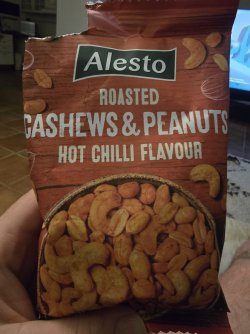 Alesto
ROASTED
CASHEWS & PEANUTS
HOT CHILLI FLAVOUR